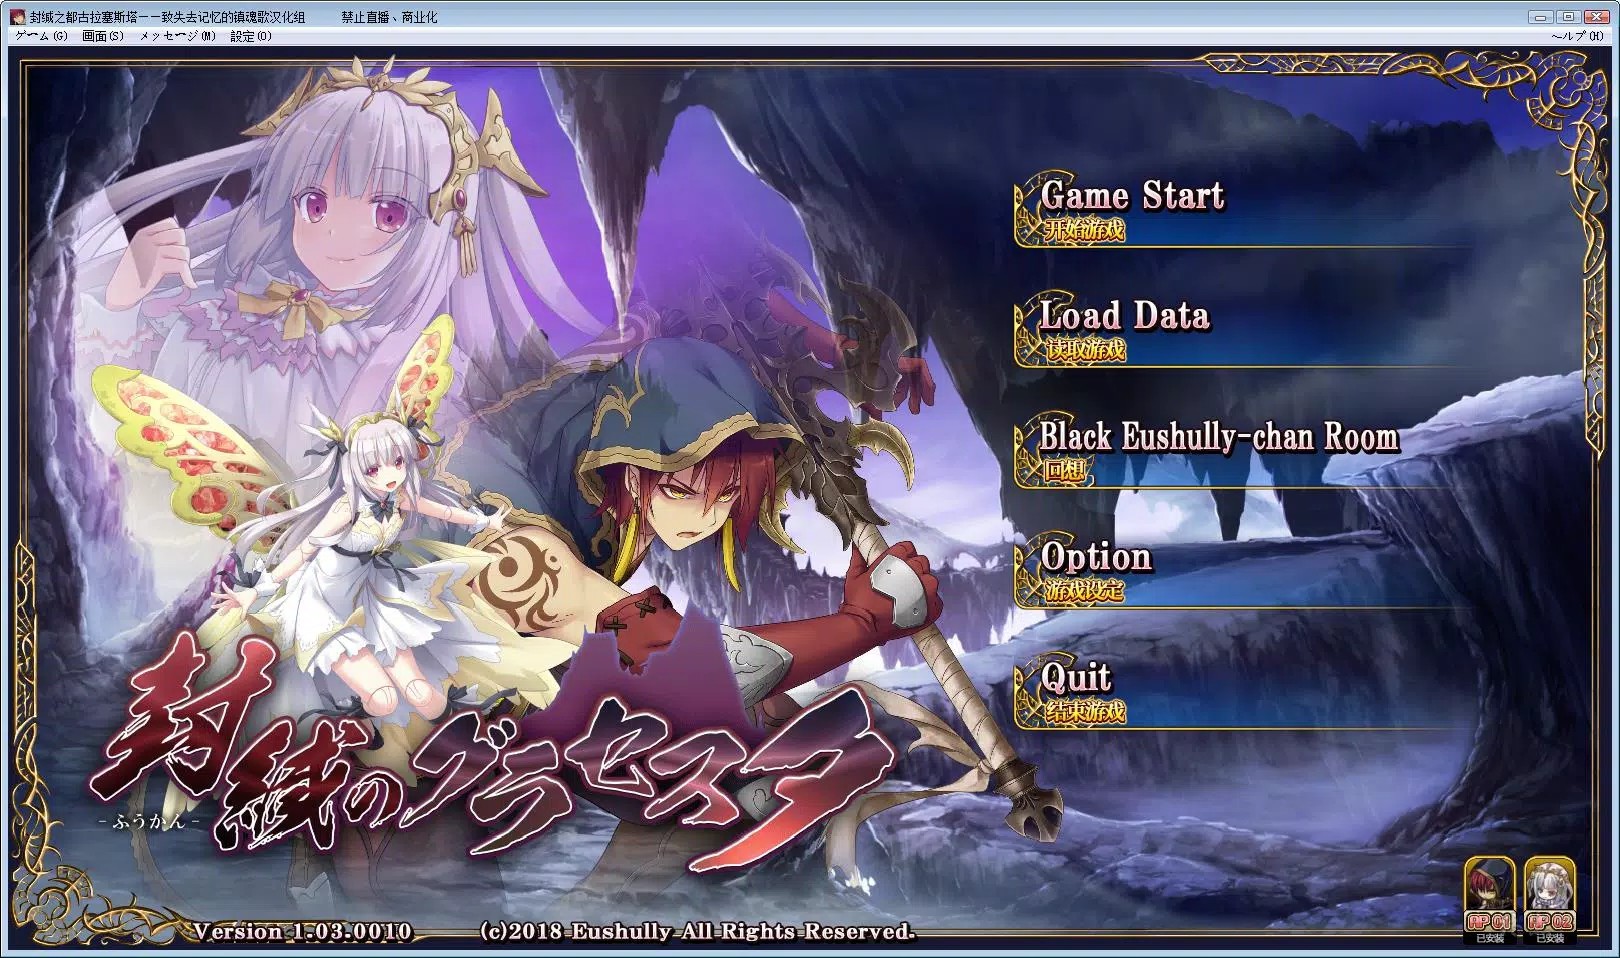 封缄之都古拉塞斯塔——致失去记忆的镇魂歌汉化组 禁止直播、商业化
ゲーム(G) 画面(S) メッセージ(M) 設定(O) ヘルプ(H)
Game Start
开始游戏
Load Data
读取游戏
Black Eushully-chan Room
回想
Option
游戏设定
Quit
结束游戏
封緘のグラセスタ
-ふうかん-
AP 01 AP 02
已安装 已安装
Version 1.03.0010 (c)2018 Eushully All Rights Reserved.